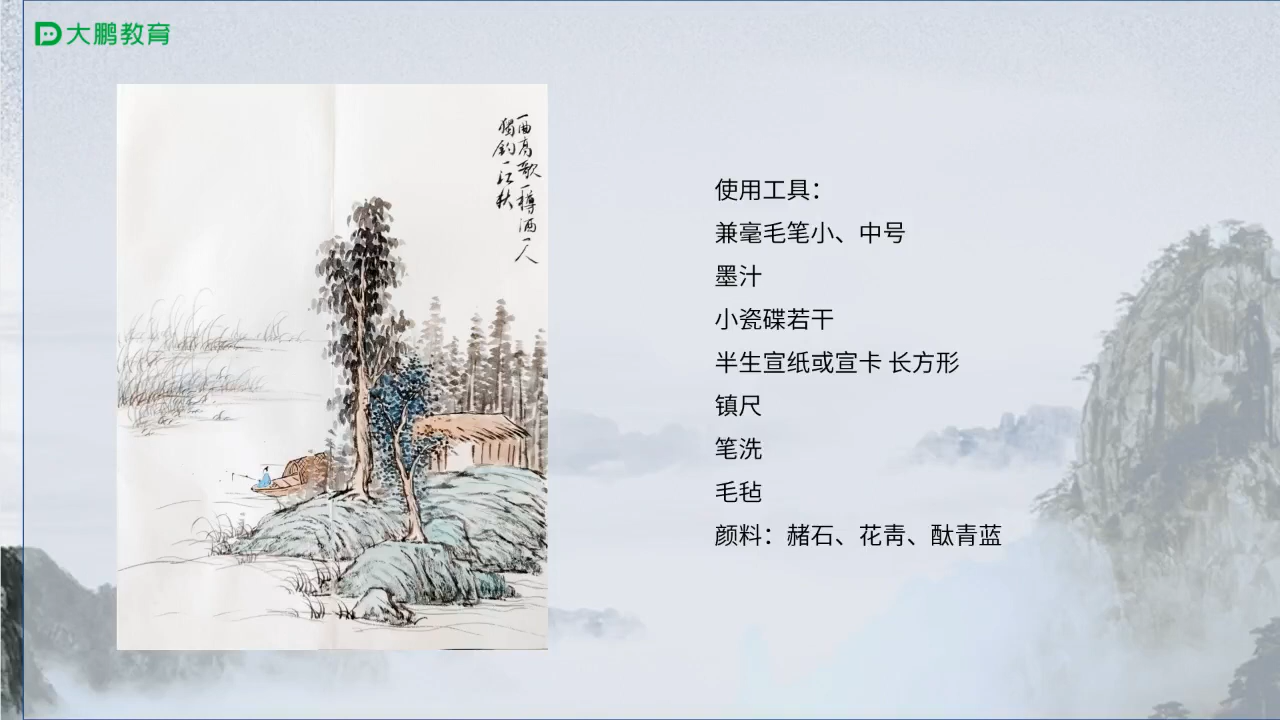 大鹏教育
一曲高歌一樽酒一人
獨釣一江秋
使用工具：
兼毫毛笔小、中号
墨汁
小瓷碟若干
半生宣纸或宣卡 长方形
镇尺
笔洗
毛毡
颜料：赭石、花靑、酞青蓝